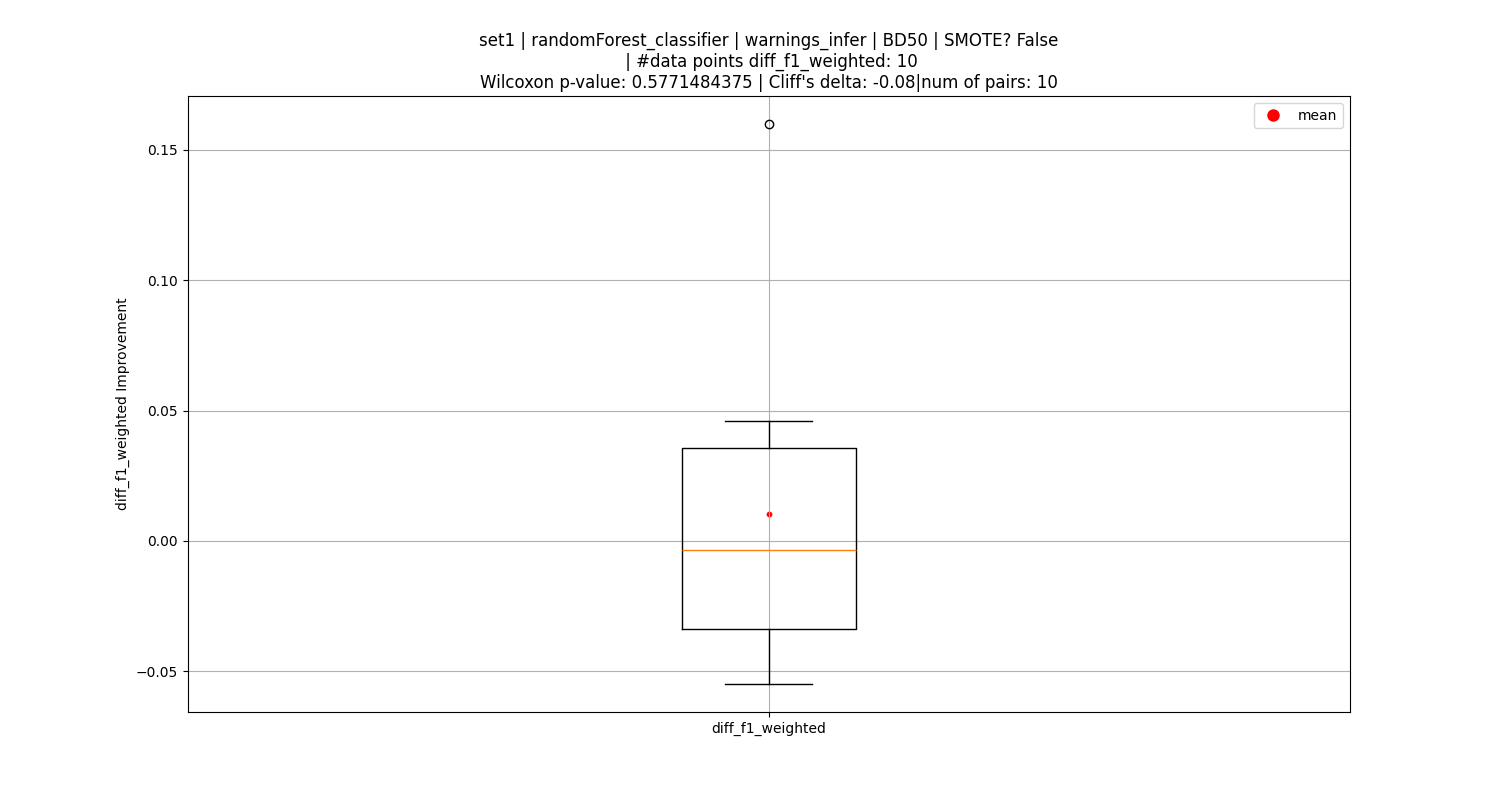 set1 | randomForest_classifier | warnings_infer | BD50 | SMOTE? False
| #data points diff_f1_weighted: 10
Wilcoxon p-value: 0.5771484375 | Cliff's delta: -0.08|num of pairs: 10
mean
0.15
0.10
0.05
0.00
−0.05
diff_f1_weighted Improvement
diff_f1_weighted